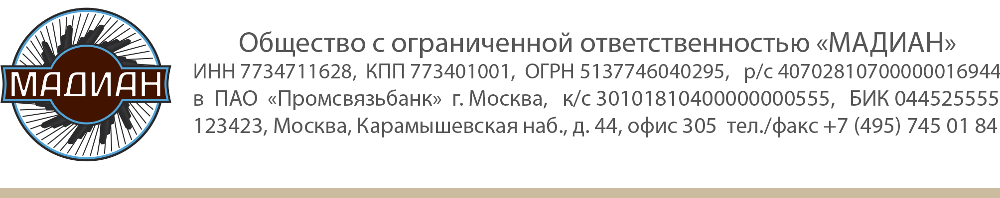 МАДИАН
Общество с ограниченной ответственностью «МАДИАН»
ИНН 7734711628, КПП 773401001, ОГРН 5137746040295, р/с 40702810700000016944
в ПАО «Промсвязьбанк» г. Москва, к/с 30101810400000000555, БИК 044525555
123423, Москва, Карамышевская наб., д. 44, офис 305 тел./факс +7 (495) 745 01 84